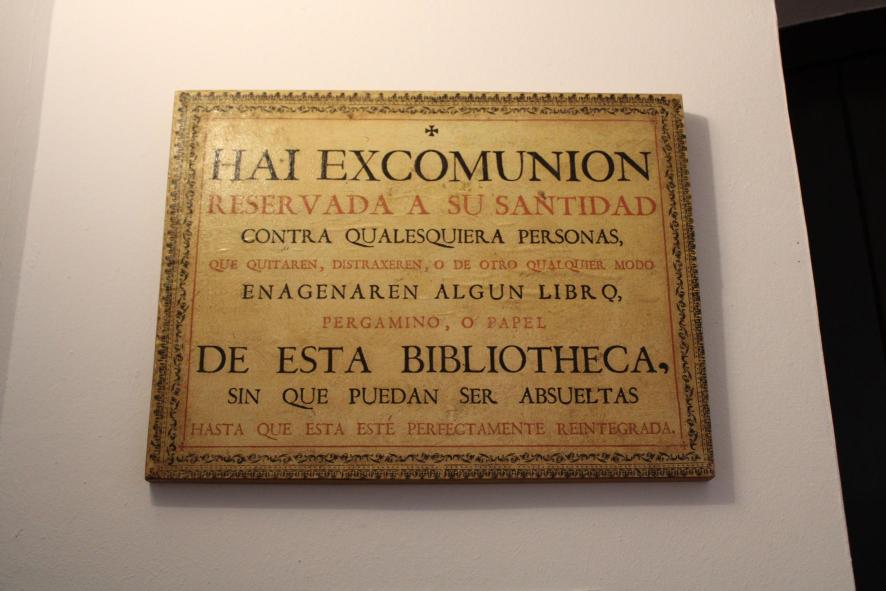 HAI EXCOMUNION
RESERVADA A SU SANTIDAD
CONTRA QUALESQUIERA PERSONAS,
QUE QUITAREN, DISTRAXEREN, O DE OTRO QUALQUIER MODO
ENAGENAREN ALGUN LIBRO,
PERGAMINO, O PAPEL
DE ESTA BIBLIOTHECA,
SIN QUE PUEDAN SER ABSUELTAS
HASTA QUE ESTA ESTÉ PERFECTAMENTE REINTEGRADA.